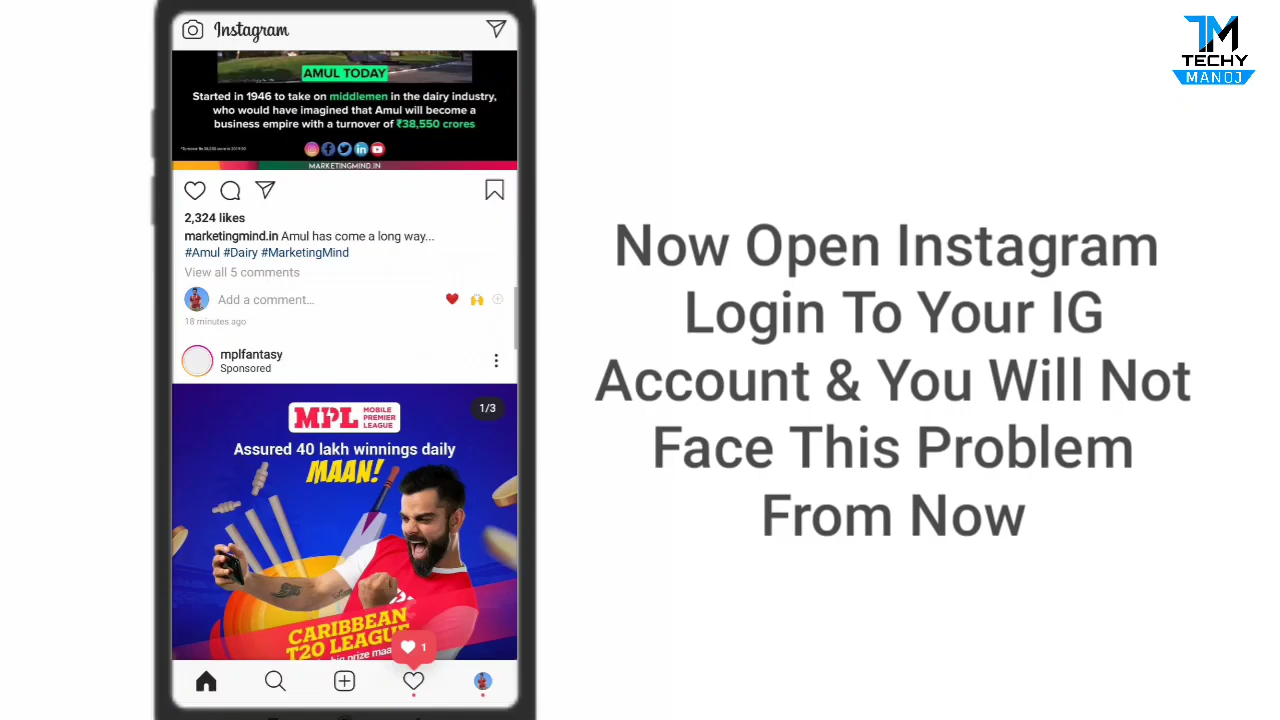 Instagram
AMUL TODAY
Started in 1946 to take on middlemen in the dairy industry,
who would have imagined that Amul will become a
business empire with a turnover of ₹38,550 crores
MARKETINGMIND.IN
2,324 likes
marketingmind.in Amul has come a long way...
#Amul #Dairy #MarketingMind
View all 5 comments
Add a comment...
18 minutes ago
mplfantasy
Sponsored
1/3
MPL MOBILE
PREMIER
LEAGUE
Assured 40 lakh winnings daily
MAAN!
CARIBBEAN
T20 LEAGUE
big prize maa
1
Now Open Instagram
Login To Your IG
Account & You Will Not
Face This Problem
From Now
TM
TECHY
MANOJ